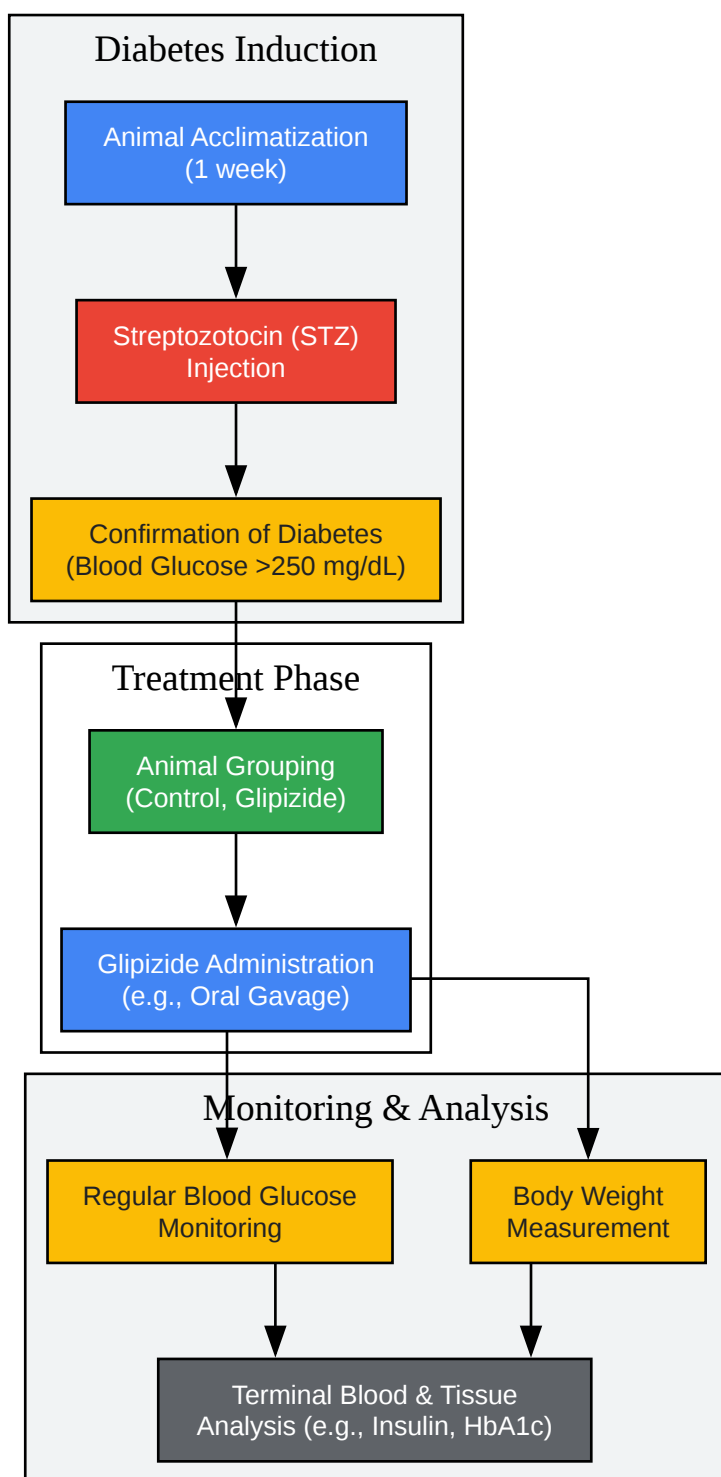 Diabetes Induction
Animal Acclimatization
(1 week)
Streptozotocin (STZ)
Injection
Confirmation of Diabetes
(Blood Glucose >250 mg/dL)
Treatment Phase
Animal Grouping
(Control, Glipizide)
Glipizide Administration
(e.g., Oral Gavage)
Monitoring & Analysis
Regular Blood Glucose
Monitoring
Body Weight
Measurement
Terminal Blood & Tissue
Analysis (e.g., Insulin, HbA1c)